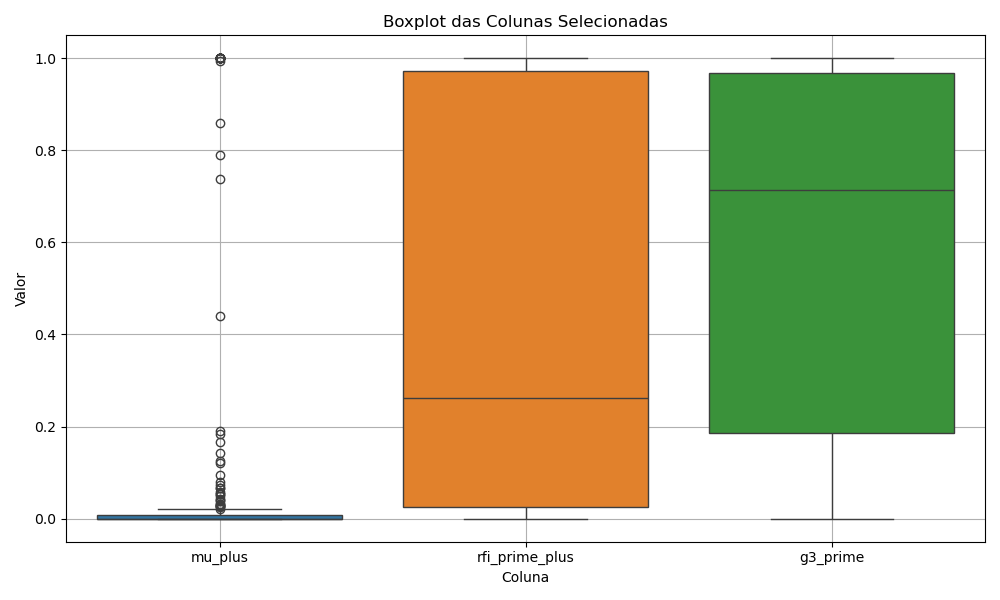 Boxplot das Colunas Selecionadas
Valor
1.0
0.8
0.6
0.4
0.2
0.0
mu_plus
rfi_prime_plus
g3_prime
Coluna